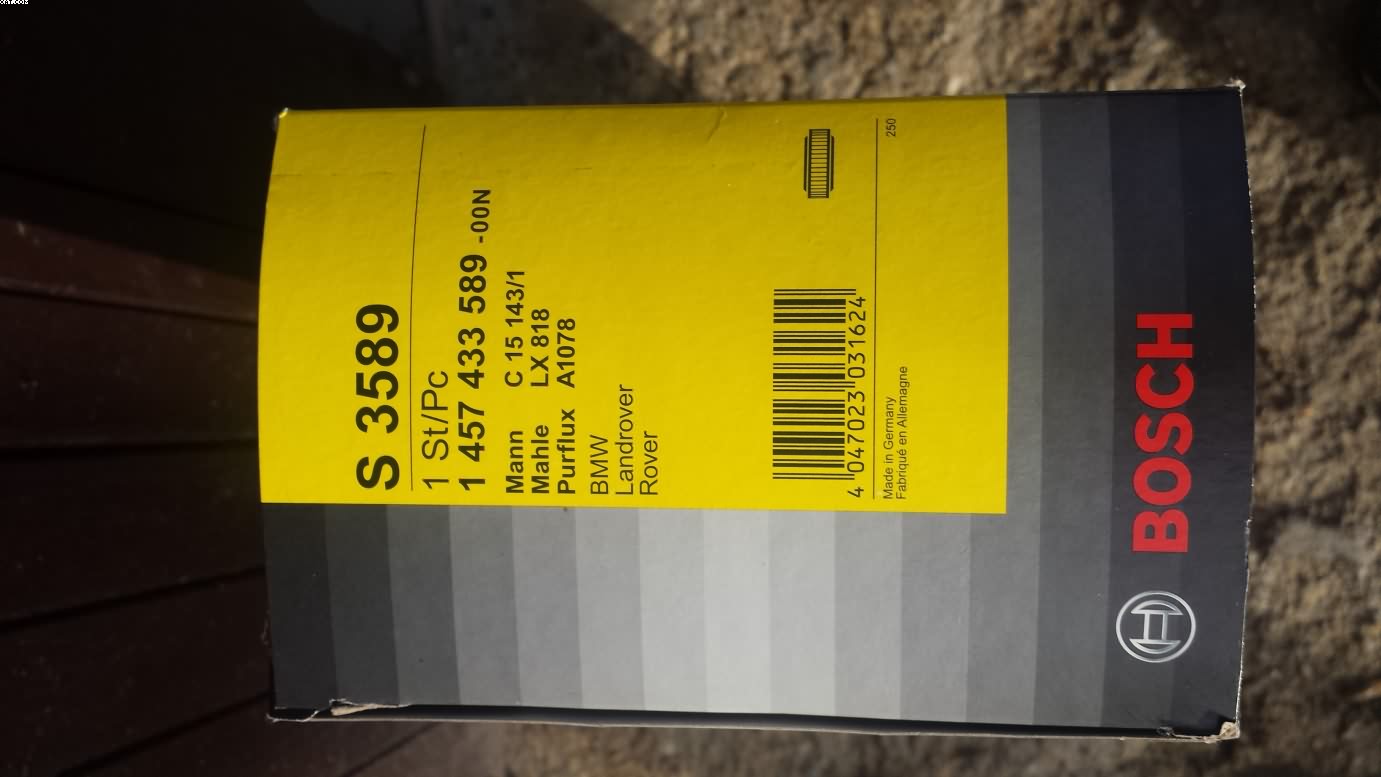 S 3589
1 St/Pc
1 457 433 589 -00N
Mann C 15 143/1
Mahle LX 818
Purflux A1078
BMW
Landrover
Rover
4 047023 031624
250
Made in Germany
Fabriqué en Allemagne
BOSCH